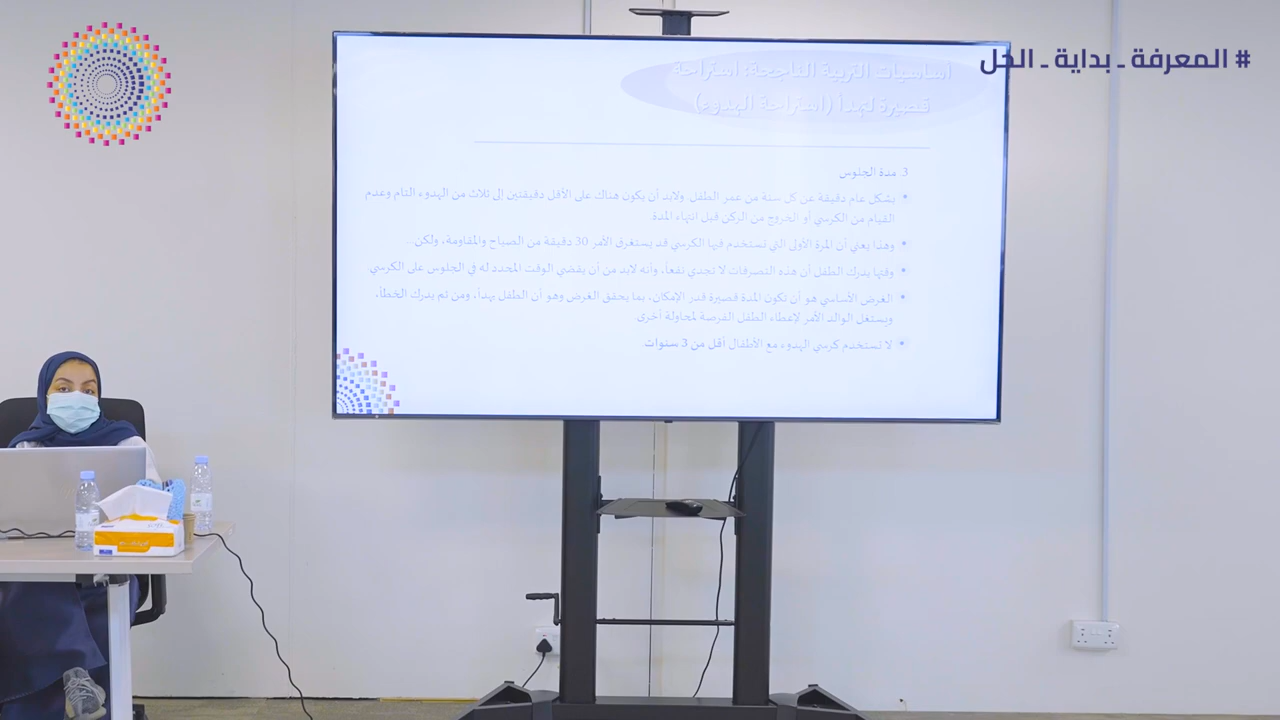 # المعرفة ـ بداية ـ الحل
أساسيات التربية الناجحة: استراحة
قصيرة لتهدأ (استراحة الهدوء)
3. مدة الجلوس
بشكل عام دقيقة عن كل سنة من عمر الطفل. ولابد أن يكون هناك على الأقل دقيقتين إلى ثلاث من الهدوء التام وعدم
القيام من الكرسي أو الخروج من الركن قبل انتهاء المدة.
وهذا يعني أن المرة الأولى التي تستخدم فيها الكرسي قد يستغرق الأمر 30 دقيقة من الصياح والمقاومة، ولكن...
وقتها يدرك الطفل أن هذه التصرفات لا تجدي نفعاً، وأنه لابد من أن يقضي الوقت المحدد له في الجلوس على الكرسي.
الغرض الأساسي هو أن تكون المدة قصيرة قدر الإمكان، بما يحقق الغرض وهو أن الطفل يهدأ، ومن ثم يدرك الخطأ،
ويستغل الوالد الأمر لإعطاء الطفل الفرصة لمحاولة أخرى.
لا تستخدم كرسي الهدوء مع الأطفال أقل من 3 سنوات.